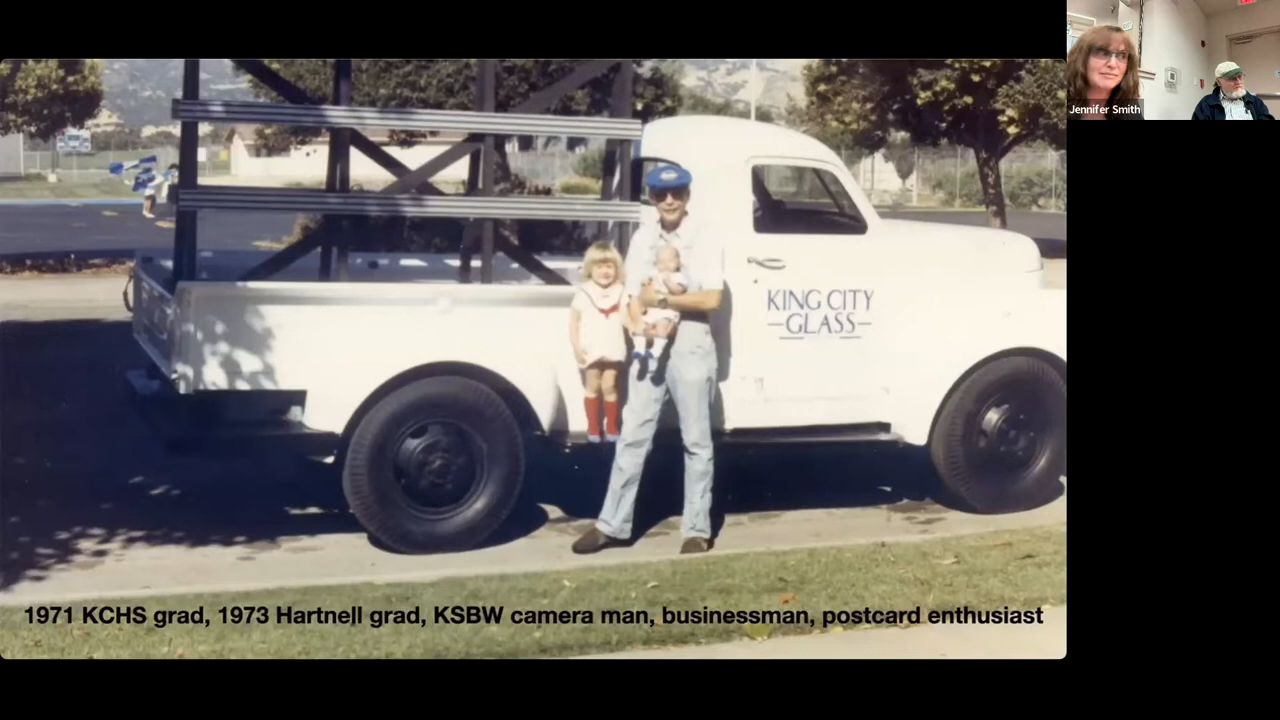 Jennifer Smith
KING CITY
GLASS
1971 KCHS grad, 1973 Hartnell grad, KSBW camera man, businessman, postcard enthusiast